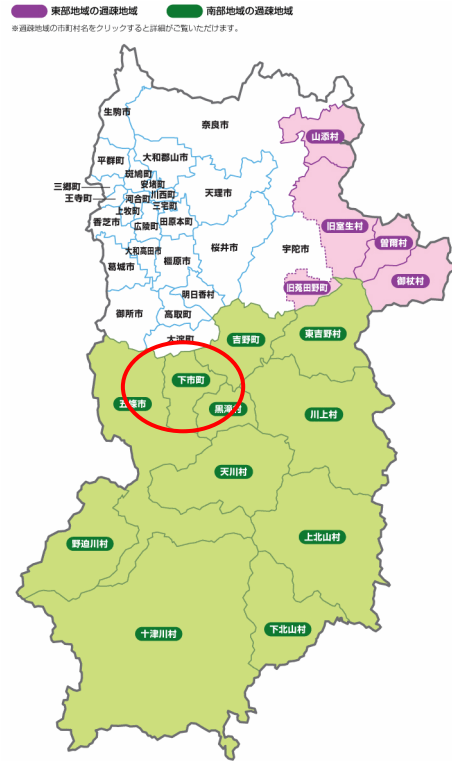 東部地域の過疎地域 南部地域の過疎地域
※過疎地域の市町村名をクリックすると詳細がご覧いただけます。
生駒市
奈良市
山添村
平群町
大和郡山市
斑鳩町
安堵町
三郷町
天理市
川西町
王寺町
河合町
三宅町
上牧町
田原本町
香芝市
広陵町
旧室生村
曽爾村
桜井市
宇陀市
大和高田市
橿原市
葛城市
御杖村
旧菟田野町
明日香村
御所市
高取町
東吉野村
大淀町
吉野町
下市町
五條市
黒滝村
川上村
天川村
上北山村
野迫川村
下北山村
十津川村